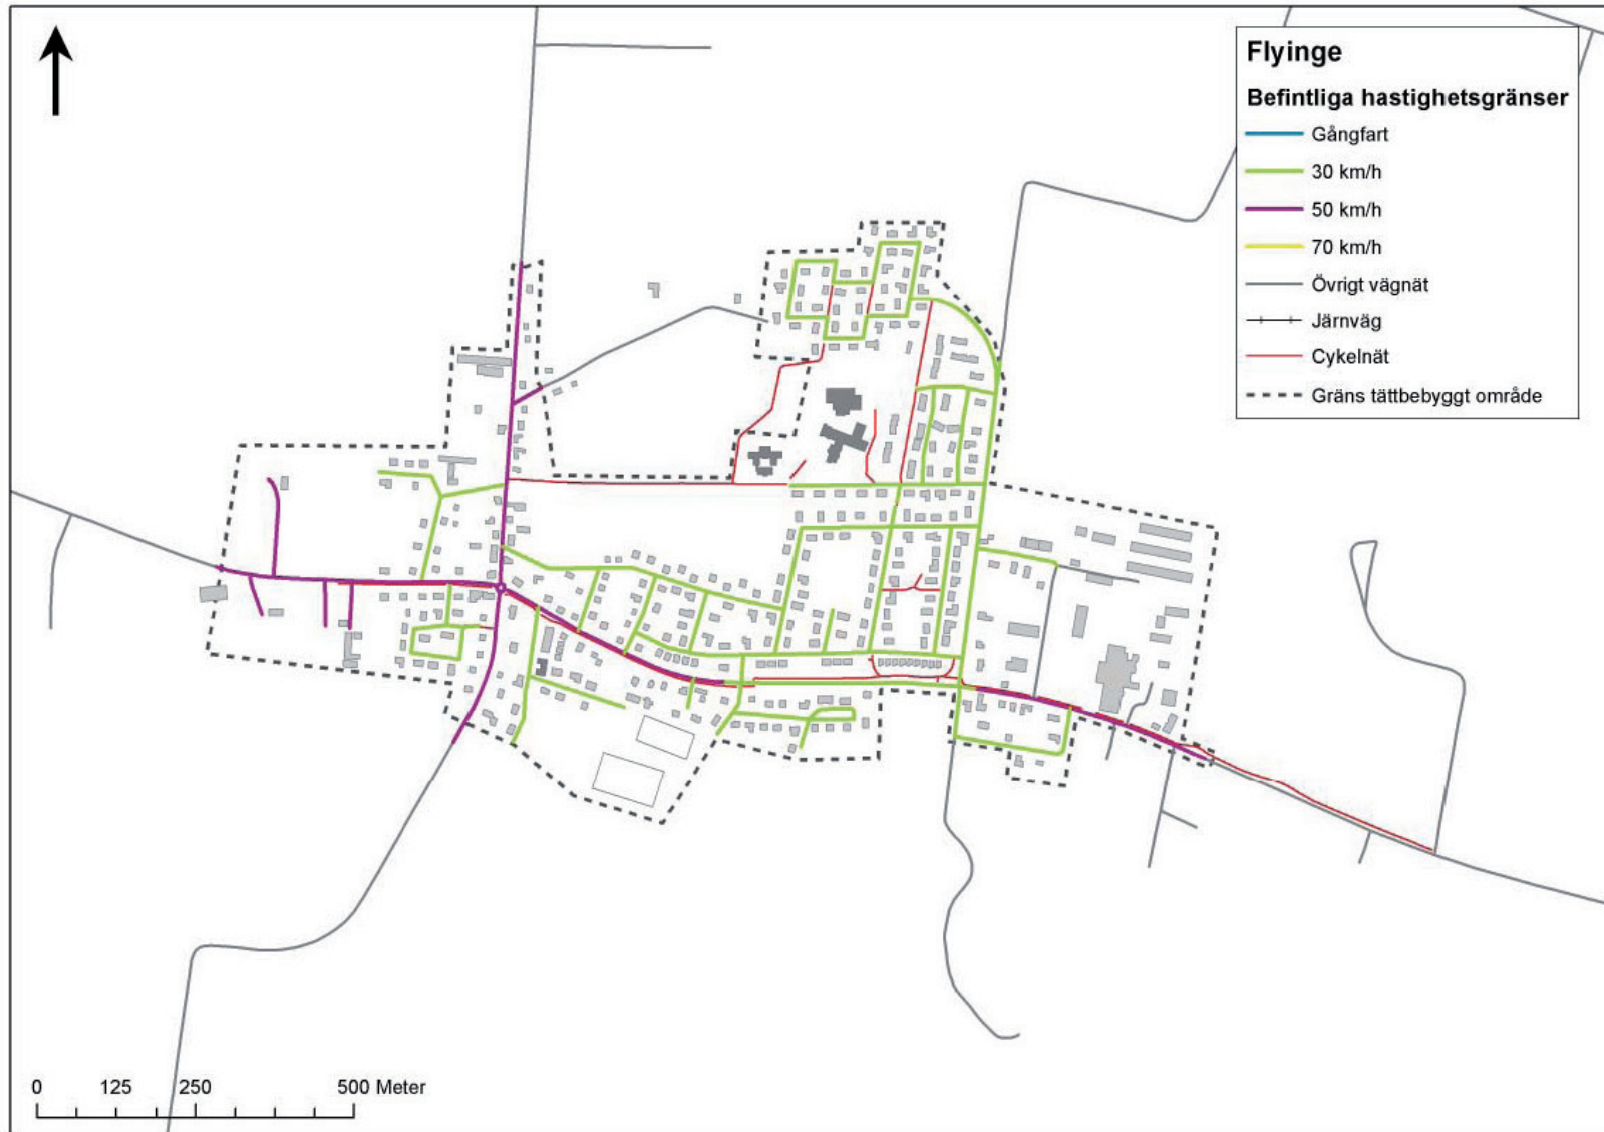 Flyinge
Befintliga hastighetsgränser
Gångfart
30 km/h
50 km/h
70 km/h
Övrigt vägnät
Järnväg
Cykelnät
Gräns tättbebyggt område
0 125 250 500 Meter